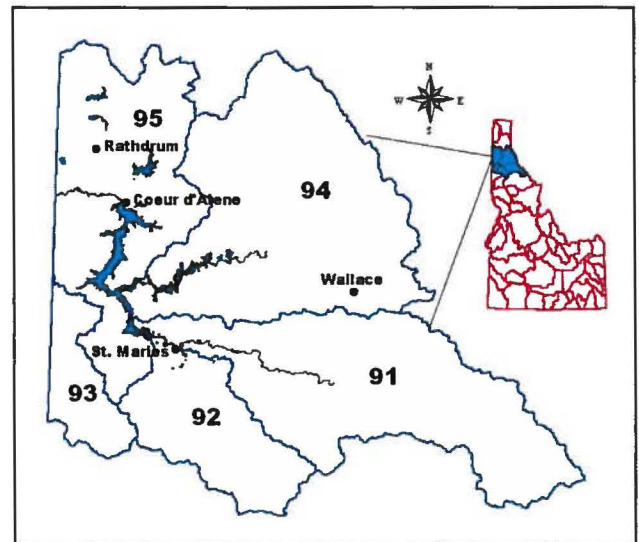 N
W E
S
95
Rathdrum
Coeur d'Alene
94
Wallace
St. Maries
91
93
92